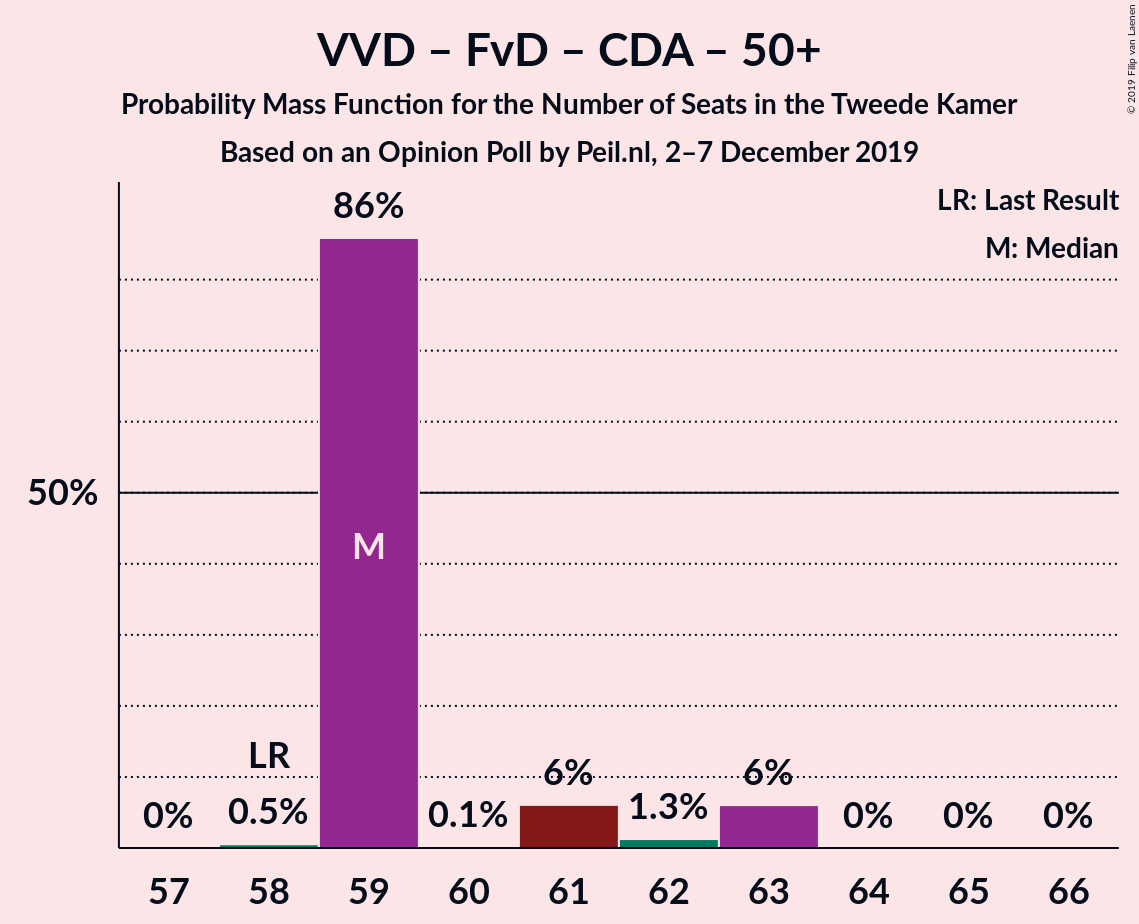 VVD – FvD – CDA – 50+
Probability Mass Function for the Number of Seats in the Tweede Kamer
Based on an Opinion Poll by Peil.nl, 2–7 December 2019
© 2019 Filip van Laenen
LR: Last Result
M: Median
86%
50%
M
LR
0% 0.5% 0.1% 6% 1.3% 6% 0% 0% 0%
57 58 59 60 61 62 63 64 65 66